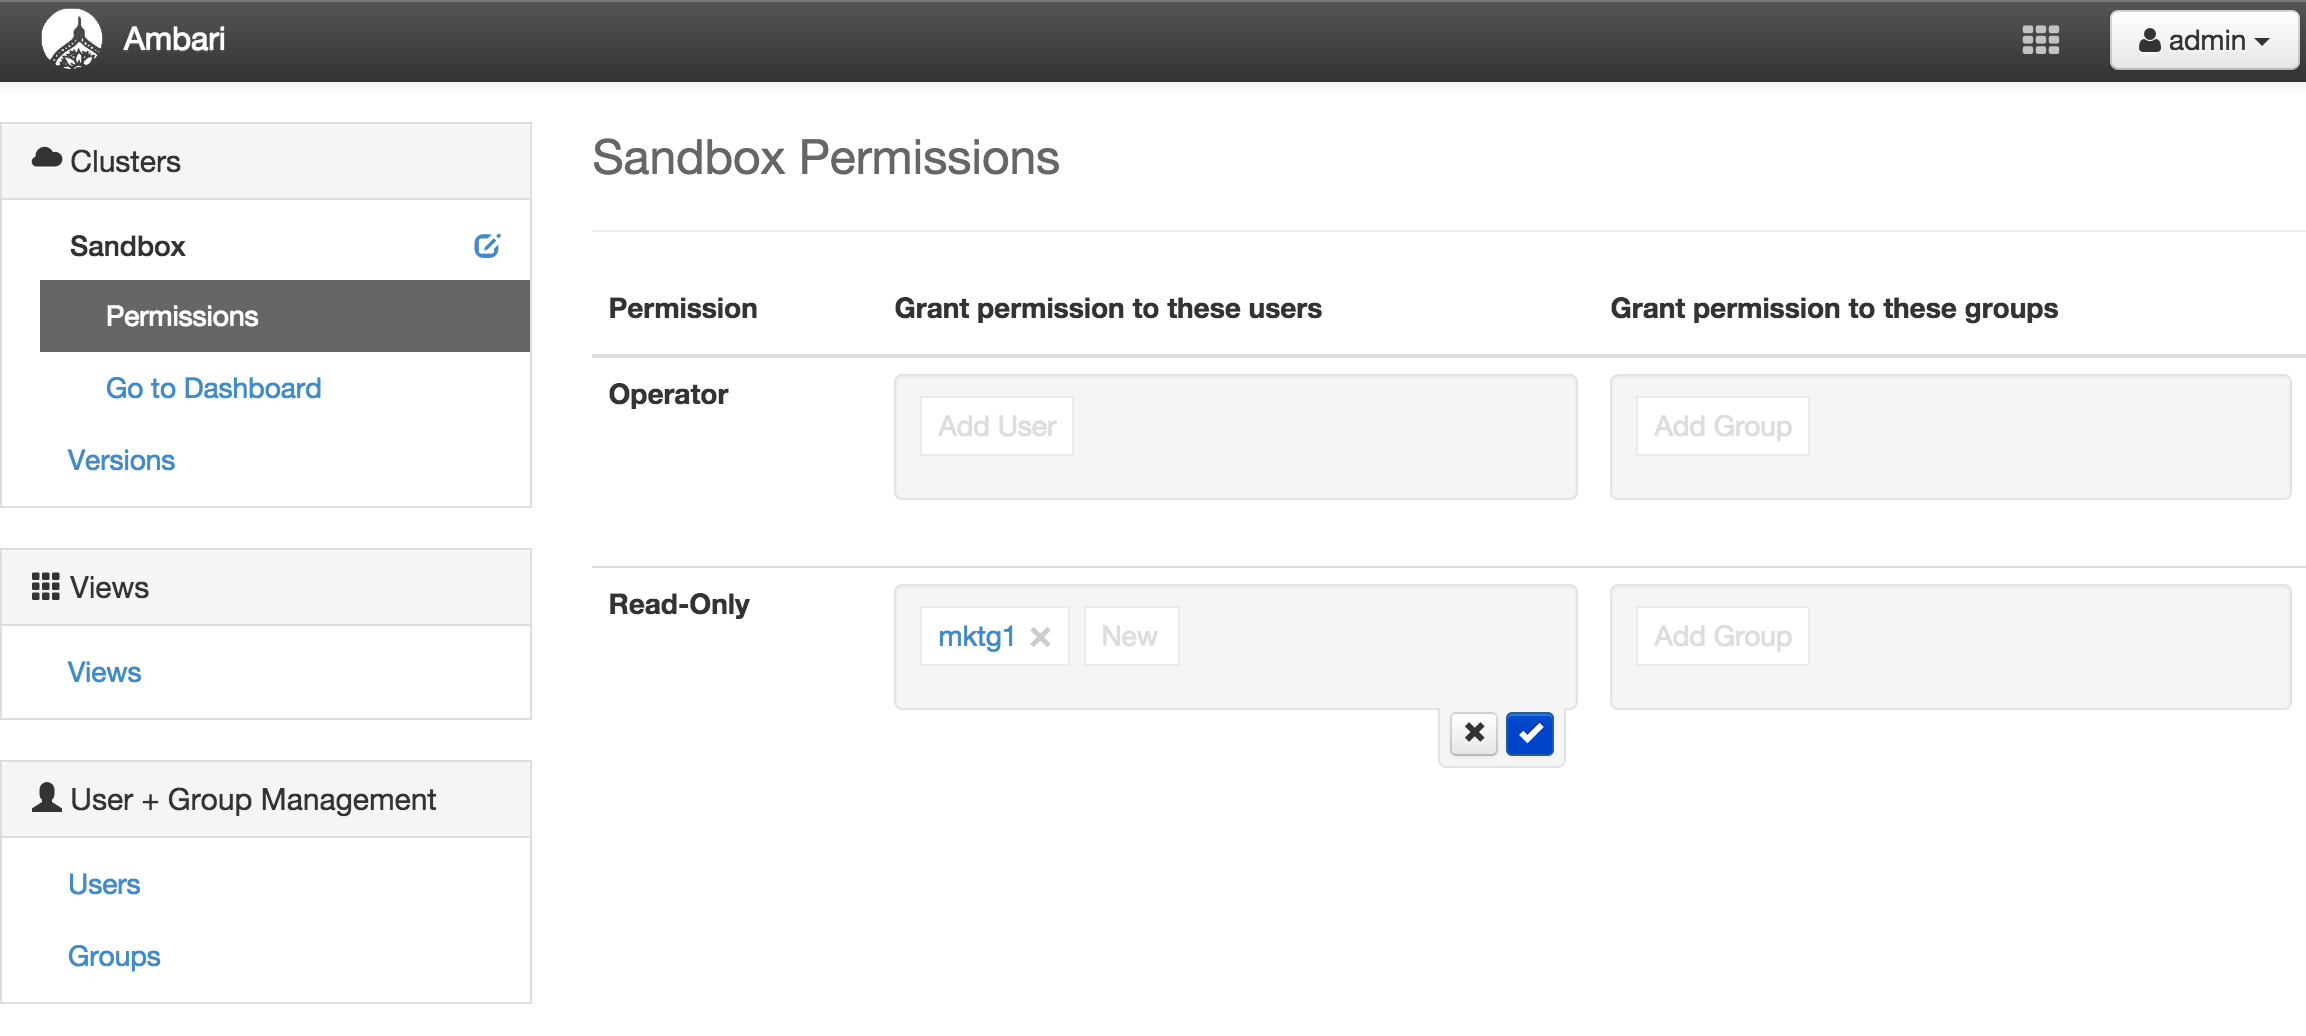 Ambari
admin
Clusters
Sandbox
Permissions
Go to Dashboard
Versions
Views
Views
User + Group Management
Users
Groups
Sandbox Permissions
Permission Grant permission to these users Grant permission to these groups
Operator Add User Add Group
Read-Only mktg1 New Add Group